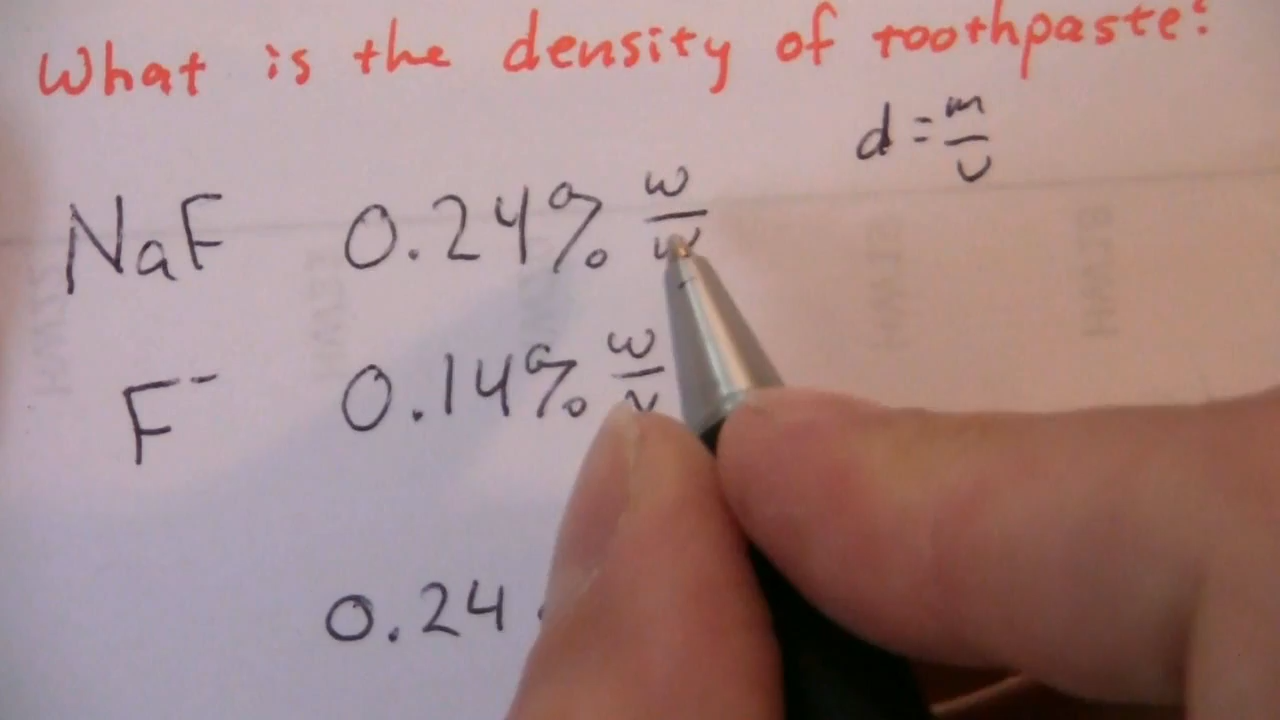 What is the density of toothpaste?
d = m/v
NaF 0.24% w/w
F⁻ 0.14% w/v
0.24